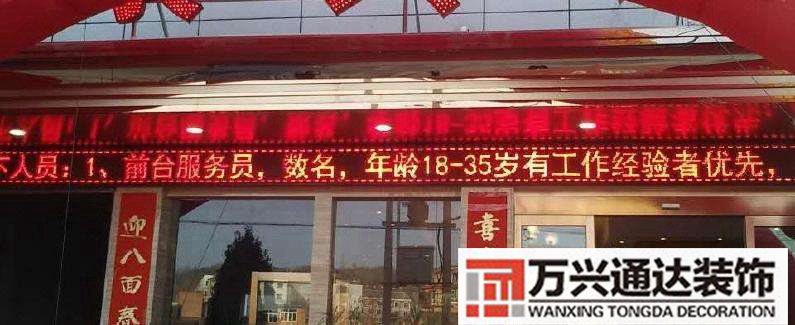 人员：1、前台服务员，数名，年龄18-35岁有工作经验者优先，
迎八面春
喜
万兴通达装饰
WANXING TONGDA DECORATION